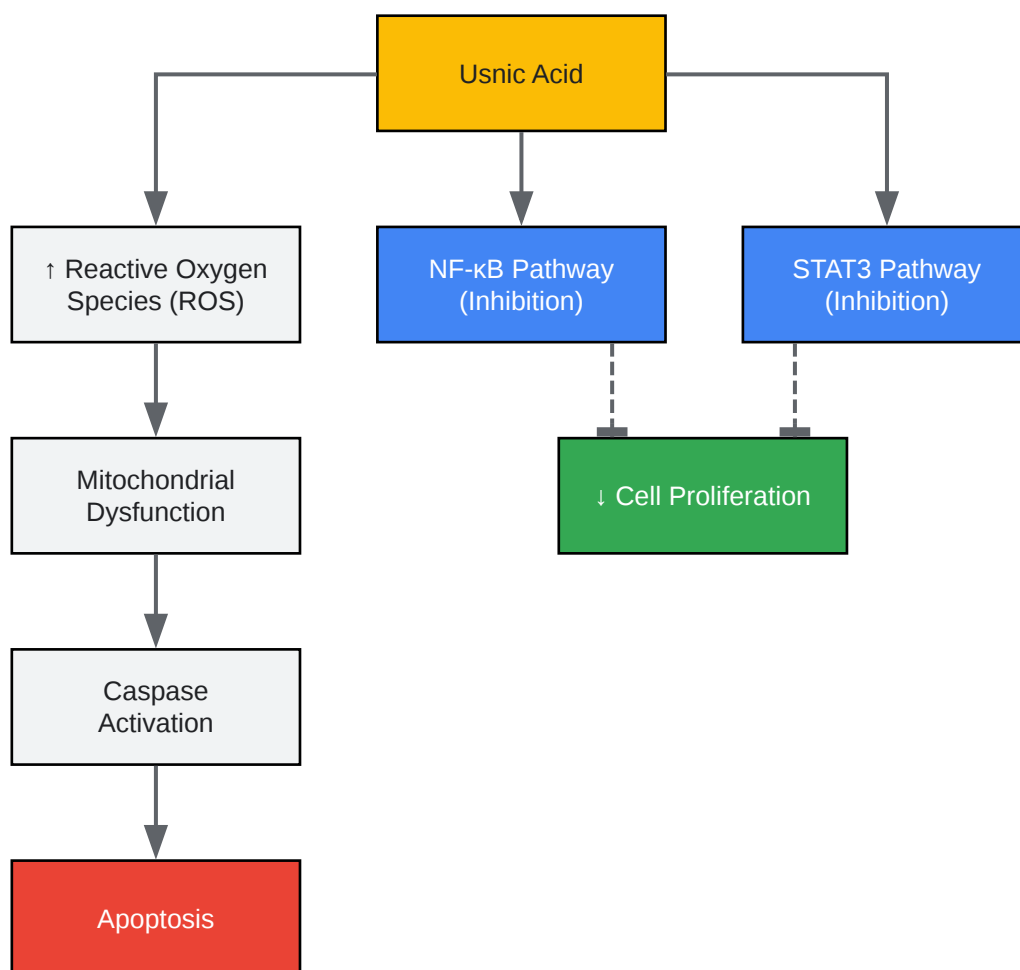 Usnic Acid
↑ Reactive Oxygen
Species (ROS)
NF-κB Pathway
(Inhibition)
STAT3 Pathway
(Inhibition)
Mitochondrial
Dysfunction
↓ Cell Proliferation
Caspase
Activation
Apoptosis